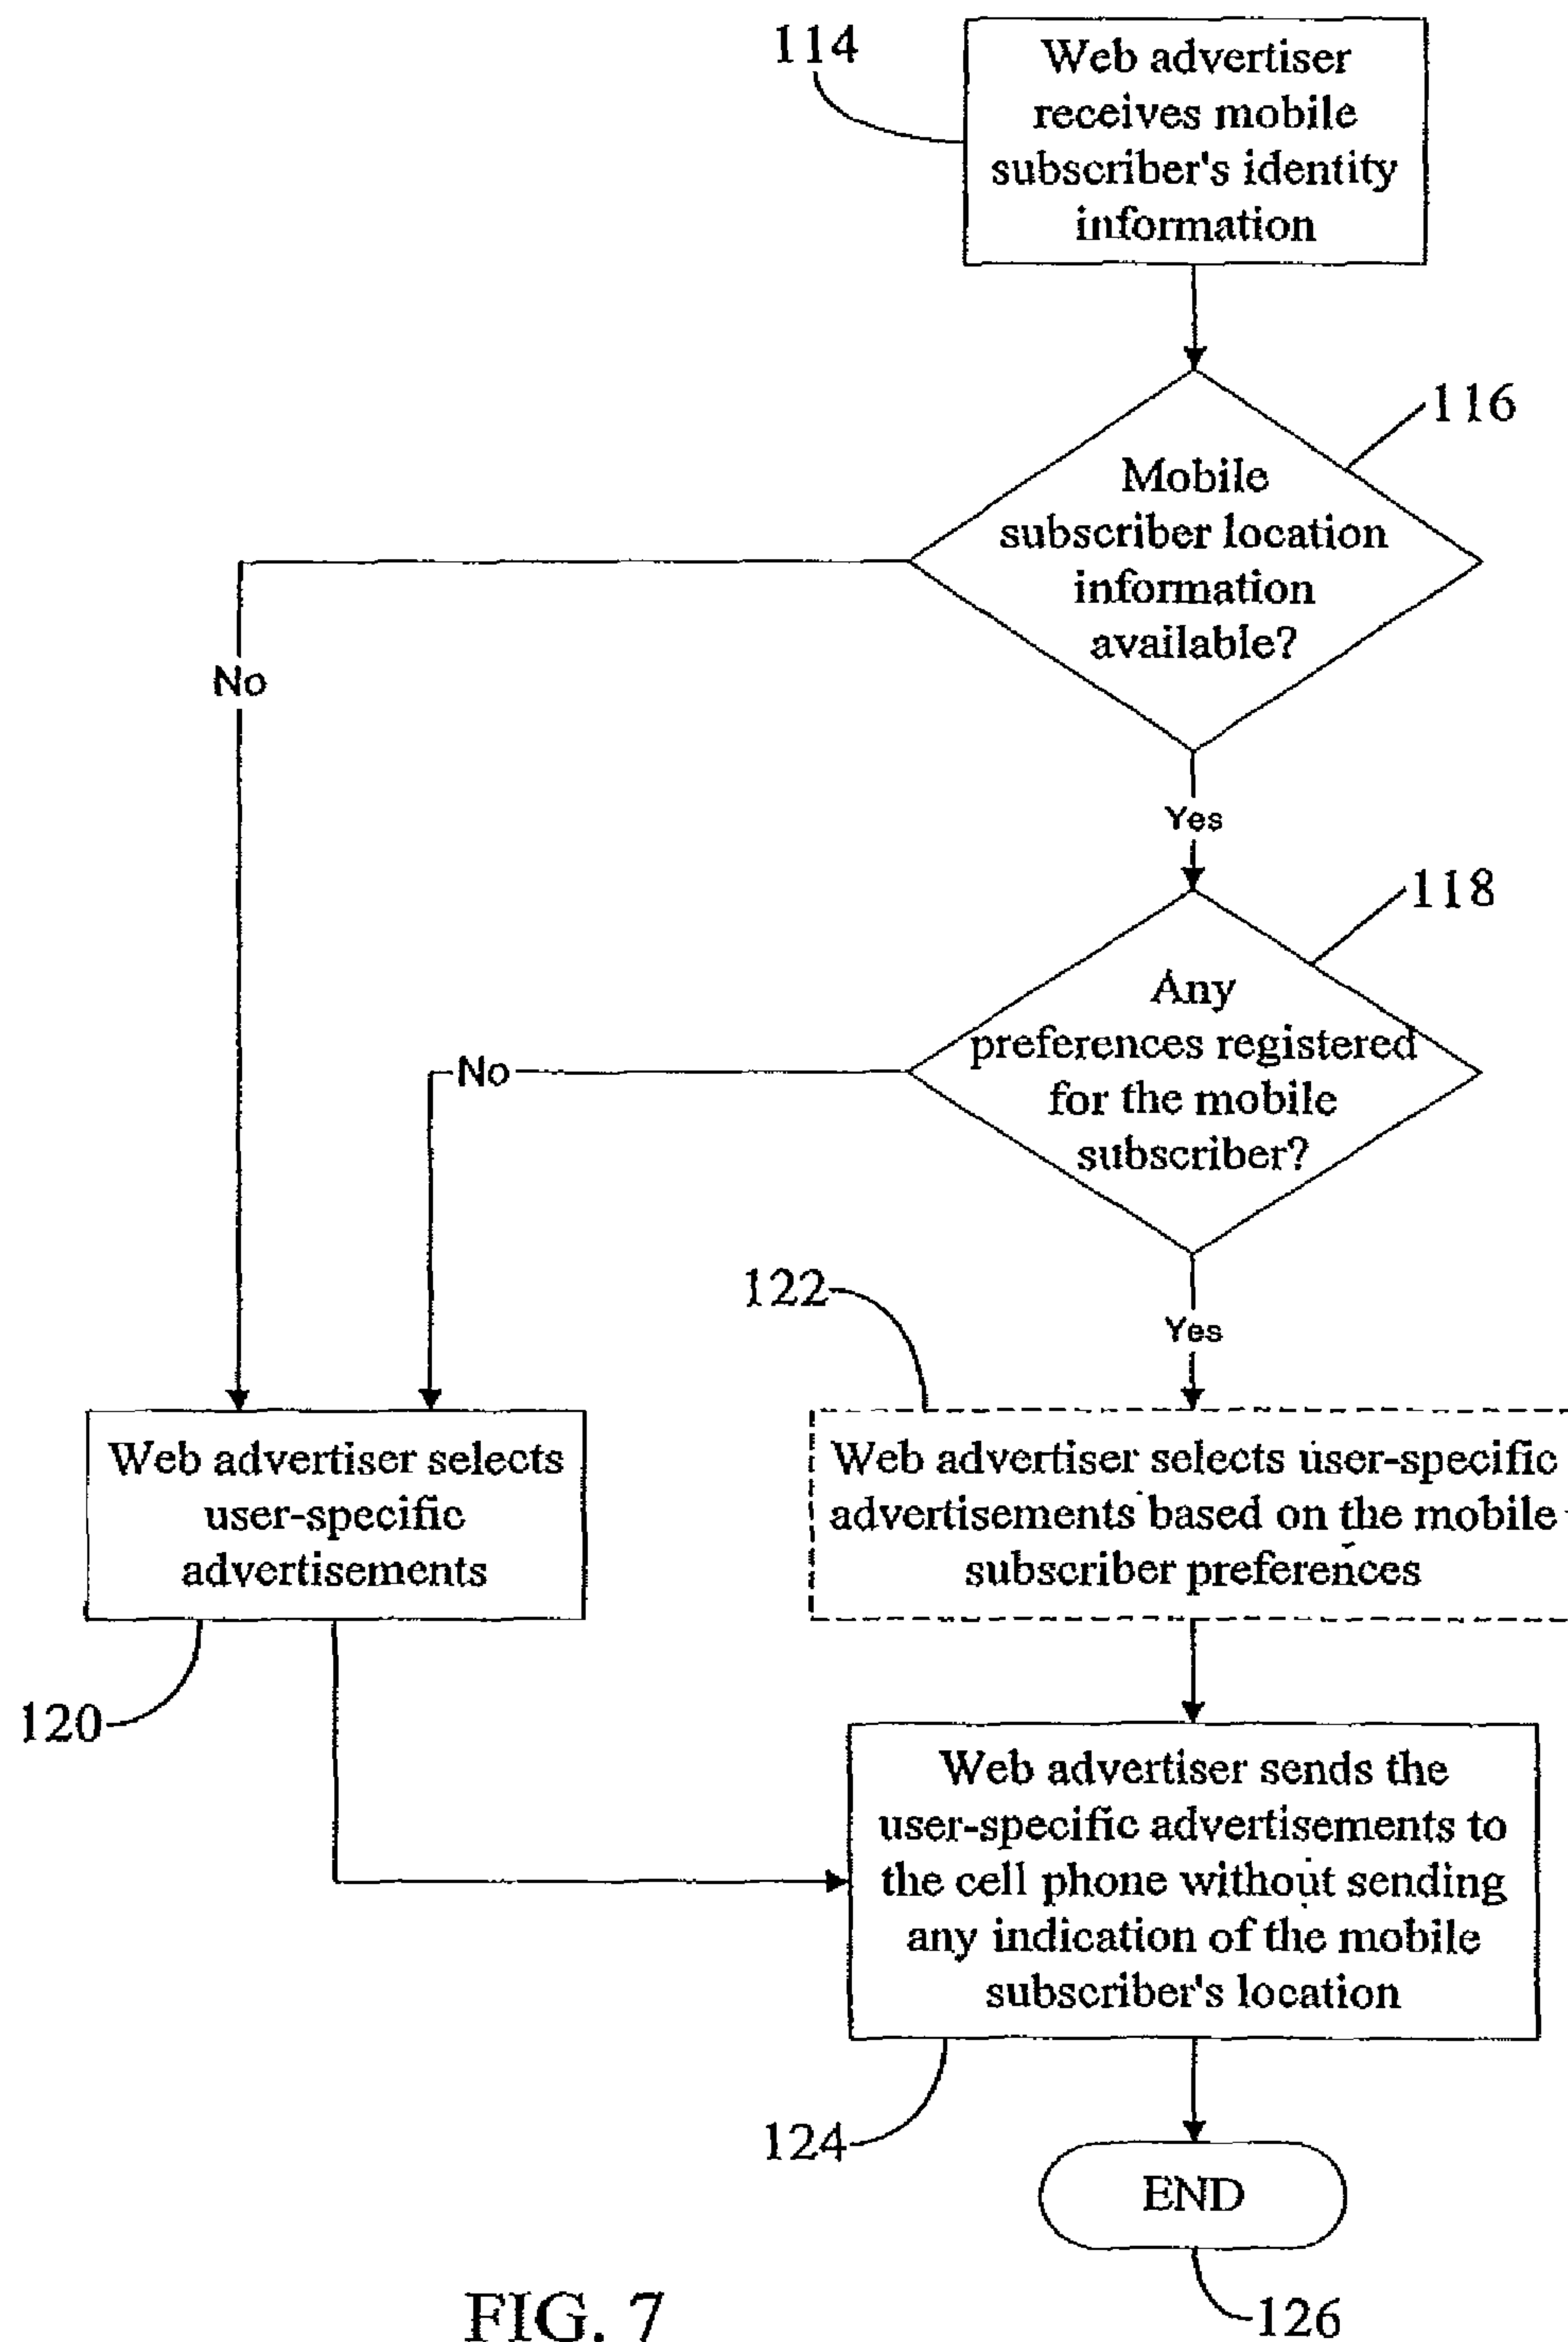 114
Web advertiser
receives mobile
subscriber's identity
information
116
Mobile
subscriber location
information
available?
No
Yes
118
Any
preferences registered
for the mobile
subscriber?
No
Yes
122
Web advertiser selects
user-specific
advertisements
120
Web advertiser selects user-specific
advertisements based on the mobile
subscriber preferences
Web advertiser sends the
user-specific advertisements to
the cell phone without sending
any indication of the mobile
subscriber's location
124
END
126
FIG. 7